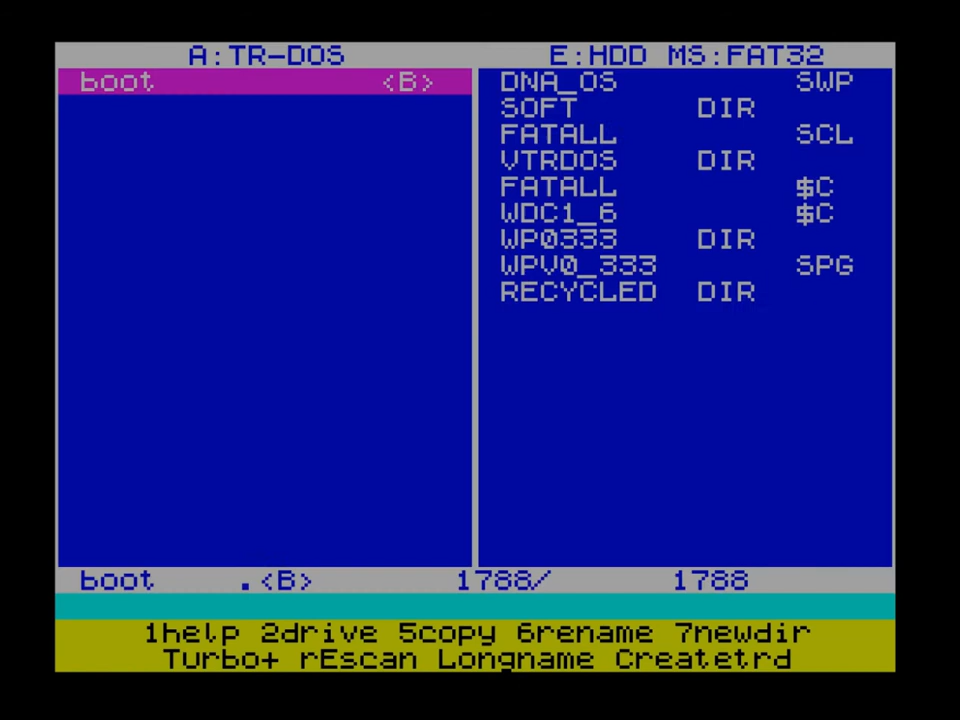 A:TR-DOS
boot <B>
E:HDD MS:FAT32
DNA_OS SWP
SOFT DIR
FATALL SCL
VTRDOS DIR
FATALL $C
WDC1_6 $C
WP0333 DIR
WPV0_333 SPG
RECYCLED DIR
boot .<B> 1788/ 1788
1help 2drive 5copy 6rename 7newdir
Turbo+ rEscan Longname Createtrd